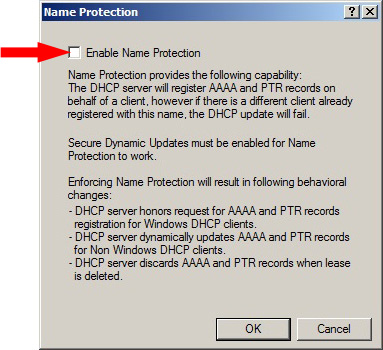 Name Protection
Enable Name Protection
Name Protection provides the following capability:
The DHCP server will register AAAA and PTR records on
behalf of a client, however if there is a different client already
registered with this name, the DHCP update will fail.
Secure Dynamic Updates must be enabled for Name
Protection to work.
Enforcing Name Protection will result in following behavioral
changes:
- DHCP server honors request for AAAA and PTR records
registration for Windows DHCP clients.
- DHCP server dynamically updates AAAA and PTR records
for Non Windows DHCP clients.
- DHCP server discards AAAA and PTR records when lease
is deleted.
OK Cancel